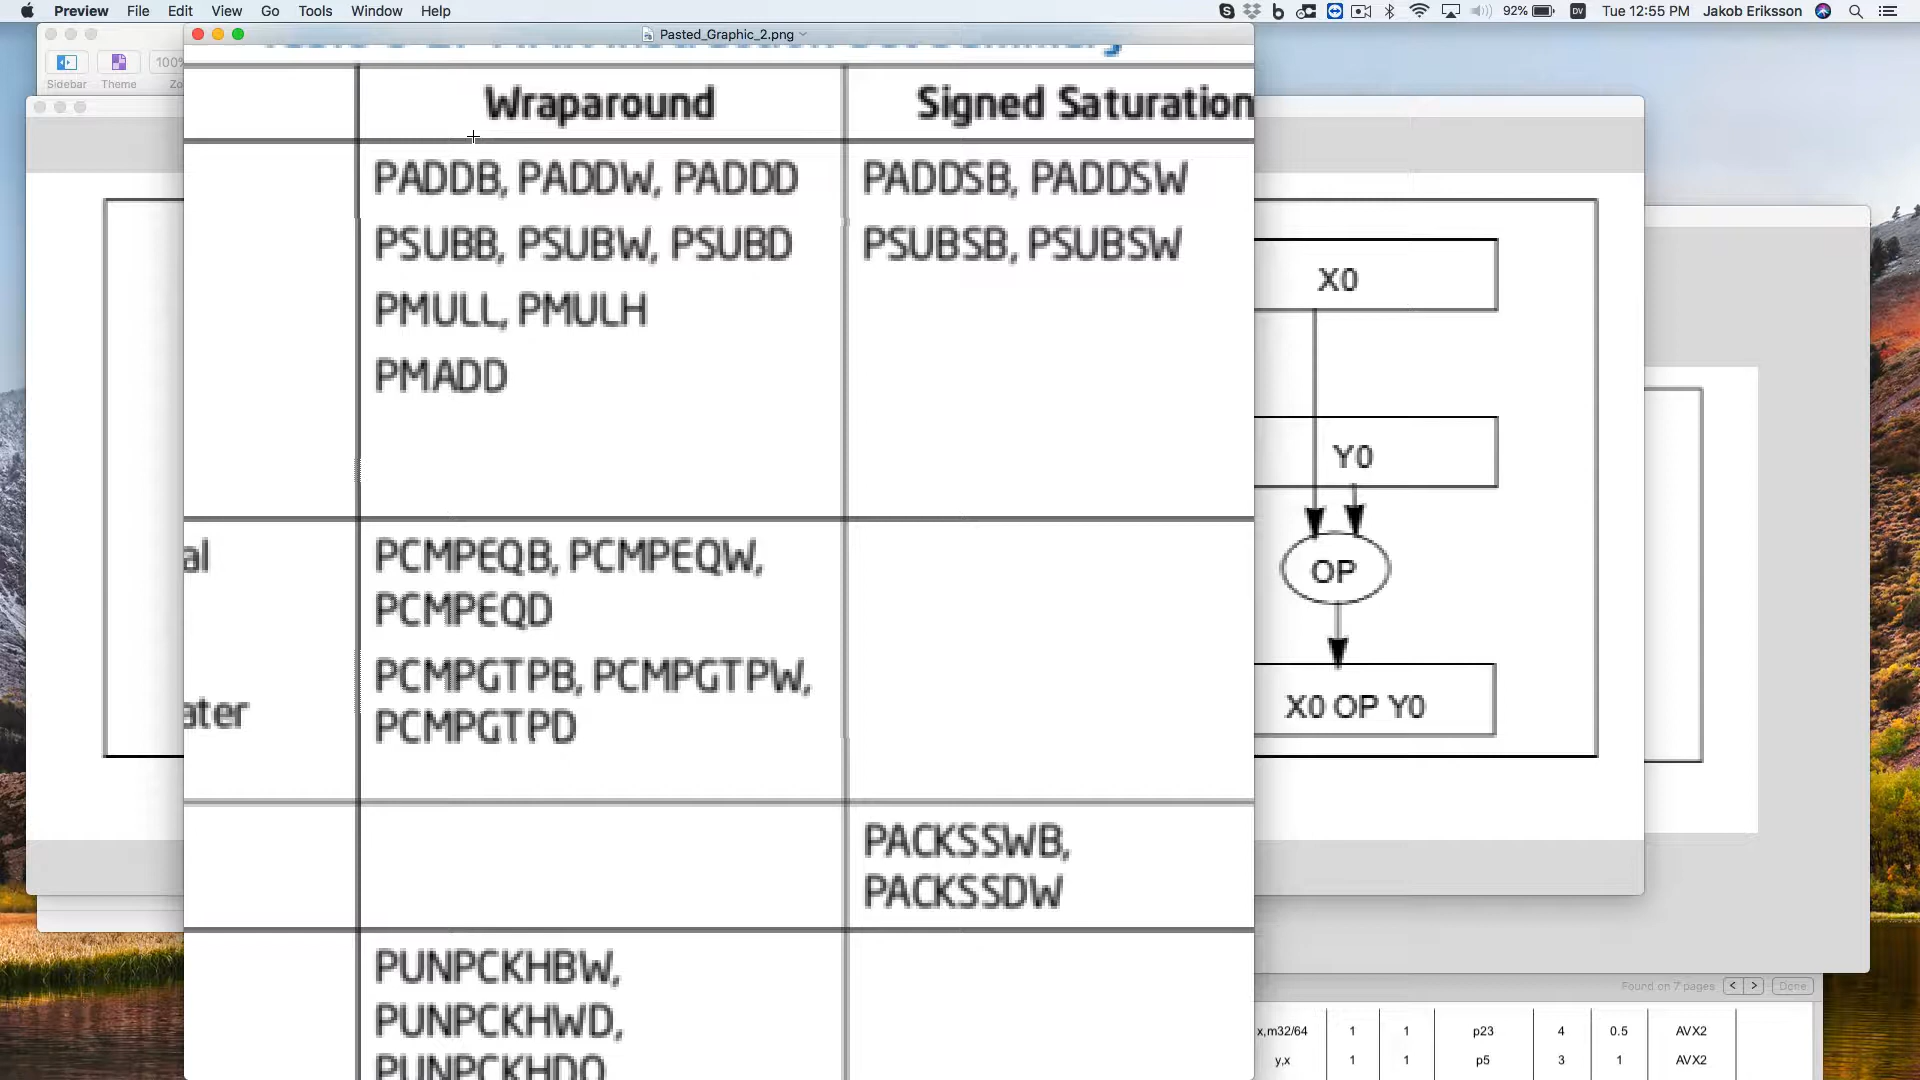 Preview File Edit View Go Tools Window Help
92% DV Tue 12:55 PM Jakob Eriksson
Pasted_Graphic_2.png
Sidebar Theme
100%
Wraparound Signed Saturation
PADDB, PADDW, PADDD PADDSB, PADDSW
PSUBB, PSUBW, PSUBD PSUBSB, PSUBSW
PMULL, PMULH
PMADD
al PCMPEQB, PCMPEQW,
PCMPEQD
PCMPGTPB, PCMPGTPW,
ater PCMPGTPD
PACKSSWB,
PACKSSDW
PUNPCKHBW,
PUNPCKHWD,
PUNPCKHDQ
X0
Y0
OP
X0 OP Y0
Found on 7 pages < > Done
x,m32/64 1 1 p23 4 0.5 AVX2
y,x 1 1 p5 3 1 AVX2